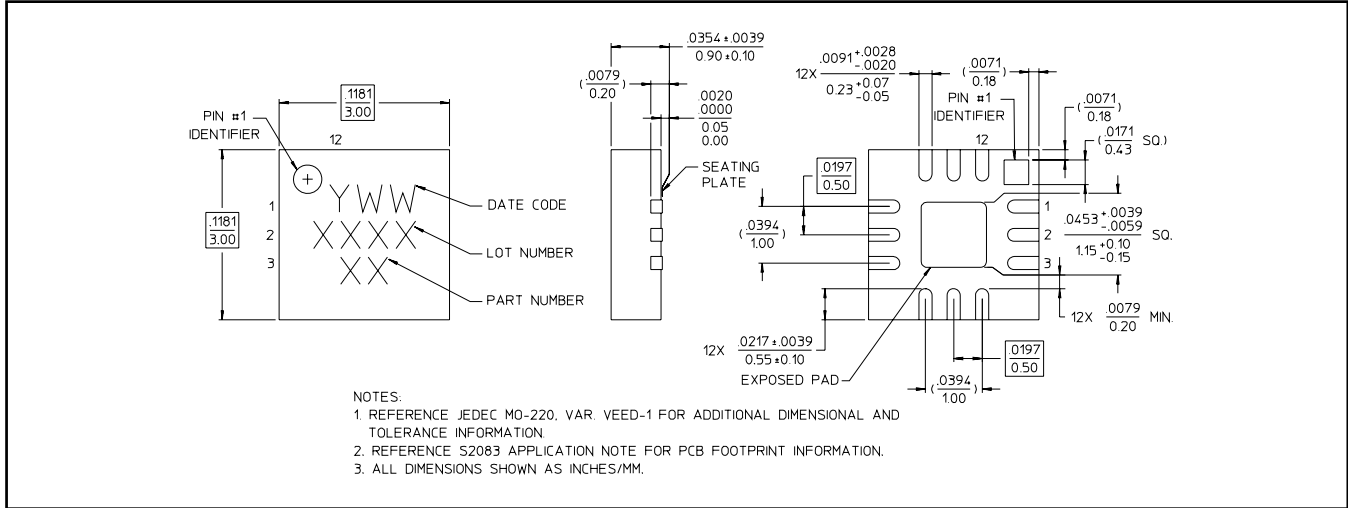 .1181
3.00
PIN #1
IDENTIFIER
12
.1181
3.00
1
2
3
YWW
XXXX
XX
DATE CODE
LOT NUMBER
PART NUMBER
.0354 ±.0039
0.90 ±0.10
(.0079
0.20)
.0020
.0000
0.05
0.00
SEATING
PLATE
12X .0091 +.0028
-.0020
0.23 +0.07
-0.05
(.0071
0.18)
PIN #1
IDENTIFIER
12
(.0071
0.18)
(.0171
0.43 SQ.)
.0197
0.50
(.0394
1.00)
1
2
3
.0453 +.0039
-.0059 SQ.
1.15 +0.10
-0.15
12X .0079
0.20 MIN.
12X .0217 ±.0039
0.55 ±0.10
EXPOSED PAD
.0197
0.50
(.0394
1.00)
NOTES:
1. REFERENCE JEDEC MO-220, VAR. VEED-1 FOR ADDITIONAL DIMENSIONAL AND
TOLERANCE INFORMATION.
2. REFERENCE S2083 APPLICATION NOTE FOR PCB FOOTPRINT INFORMATION.
3. ALL DIMENSIONS SHOWN AS INCHES/MM.